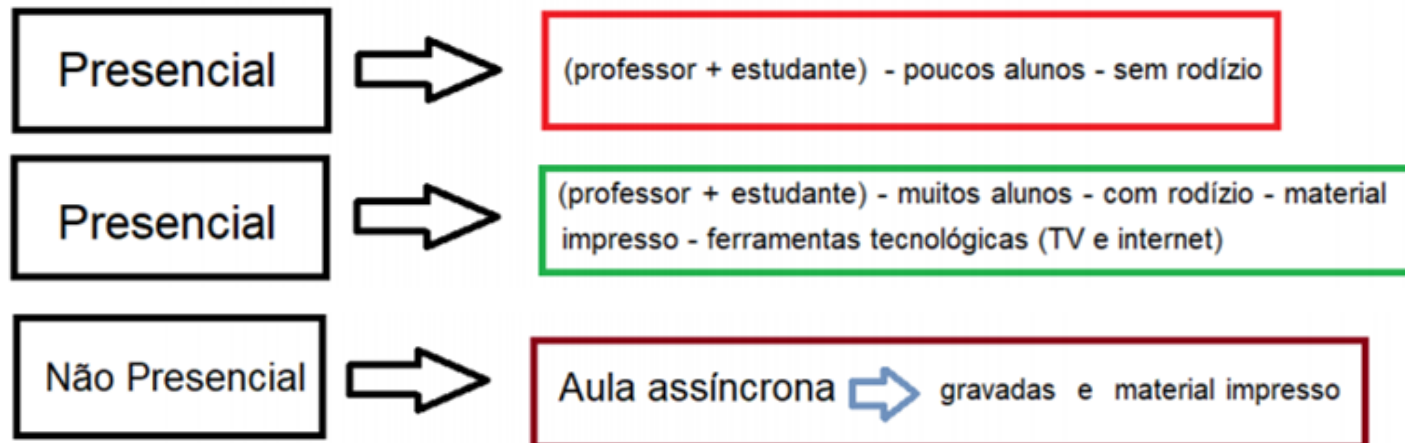 Presencial
(professor + estudante) - poucos alunos - sem rodízio
Presencial
(professor + estudante) - muitos alunos - com rodízio - material
impresso - ferramentas tecnológicas (TV e internet)
Não Presencial
Aula assíncrona
gravadas e material impresso